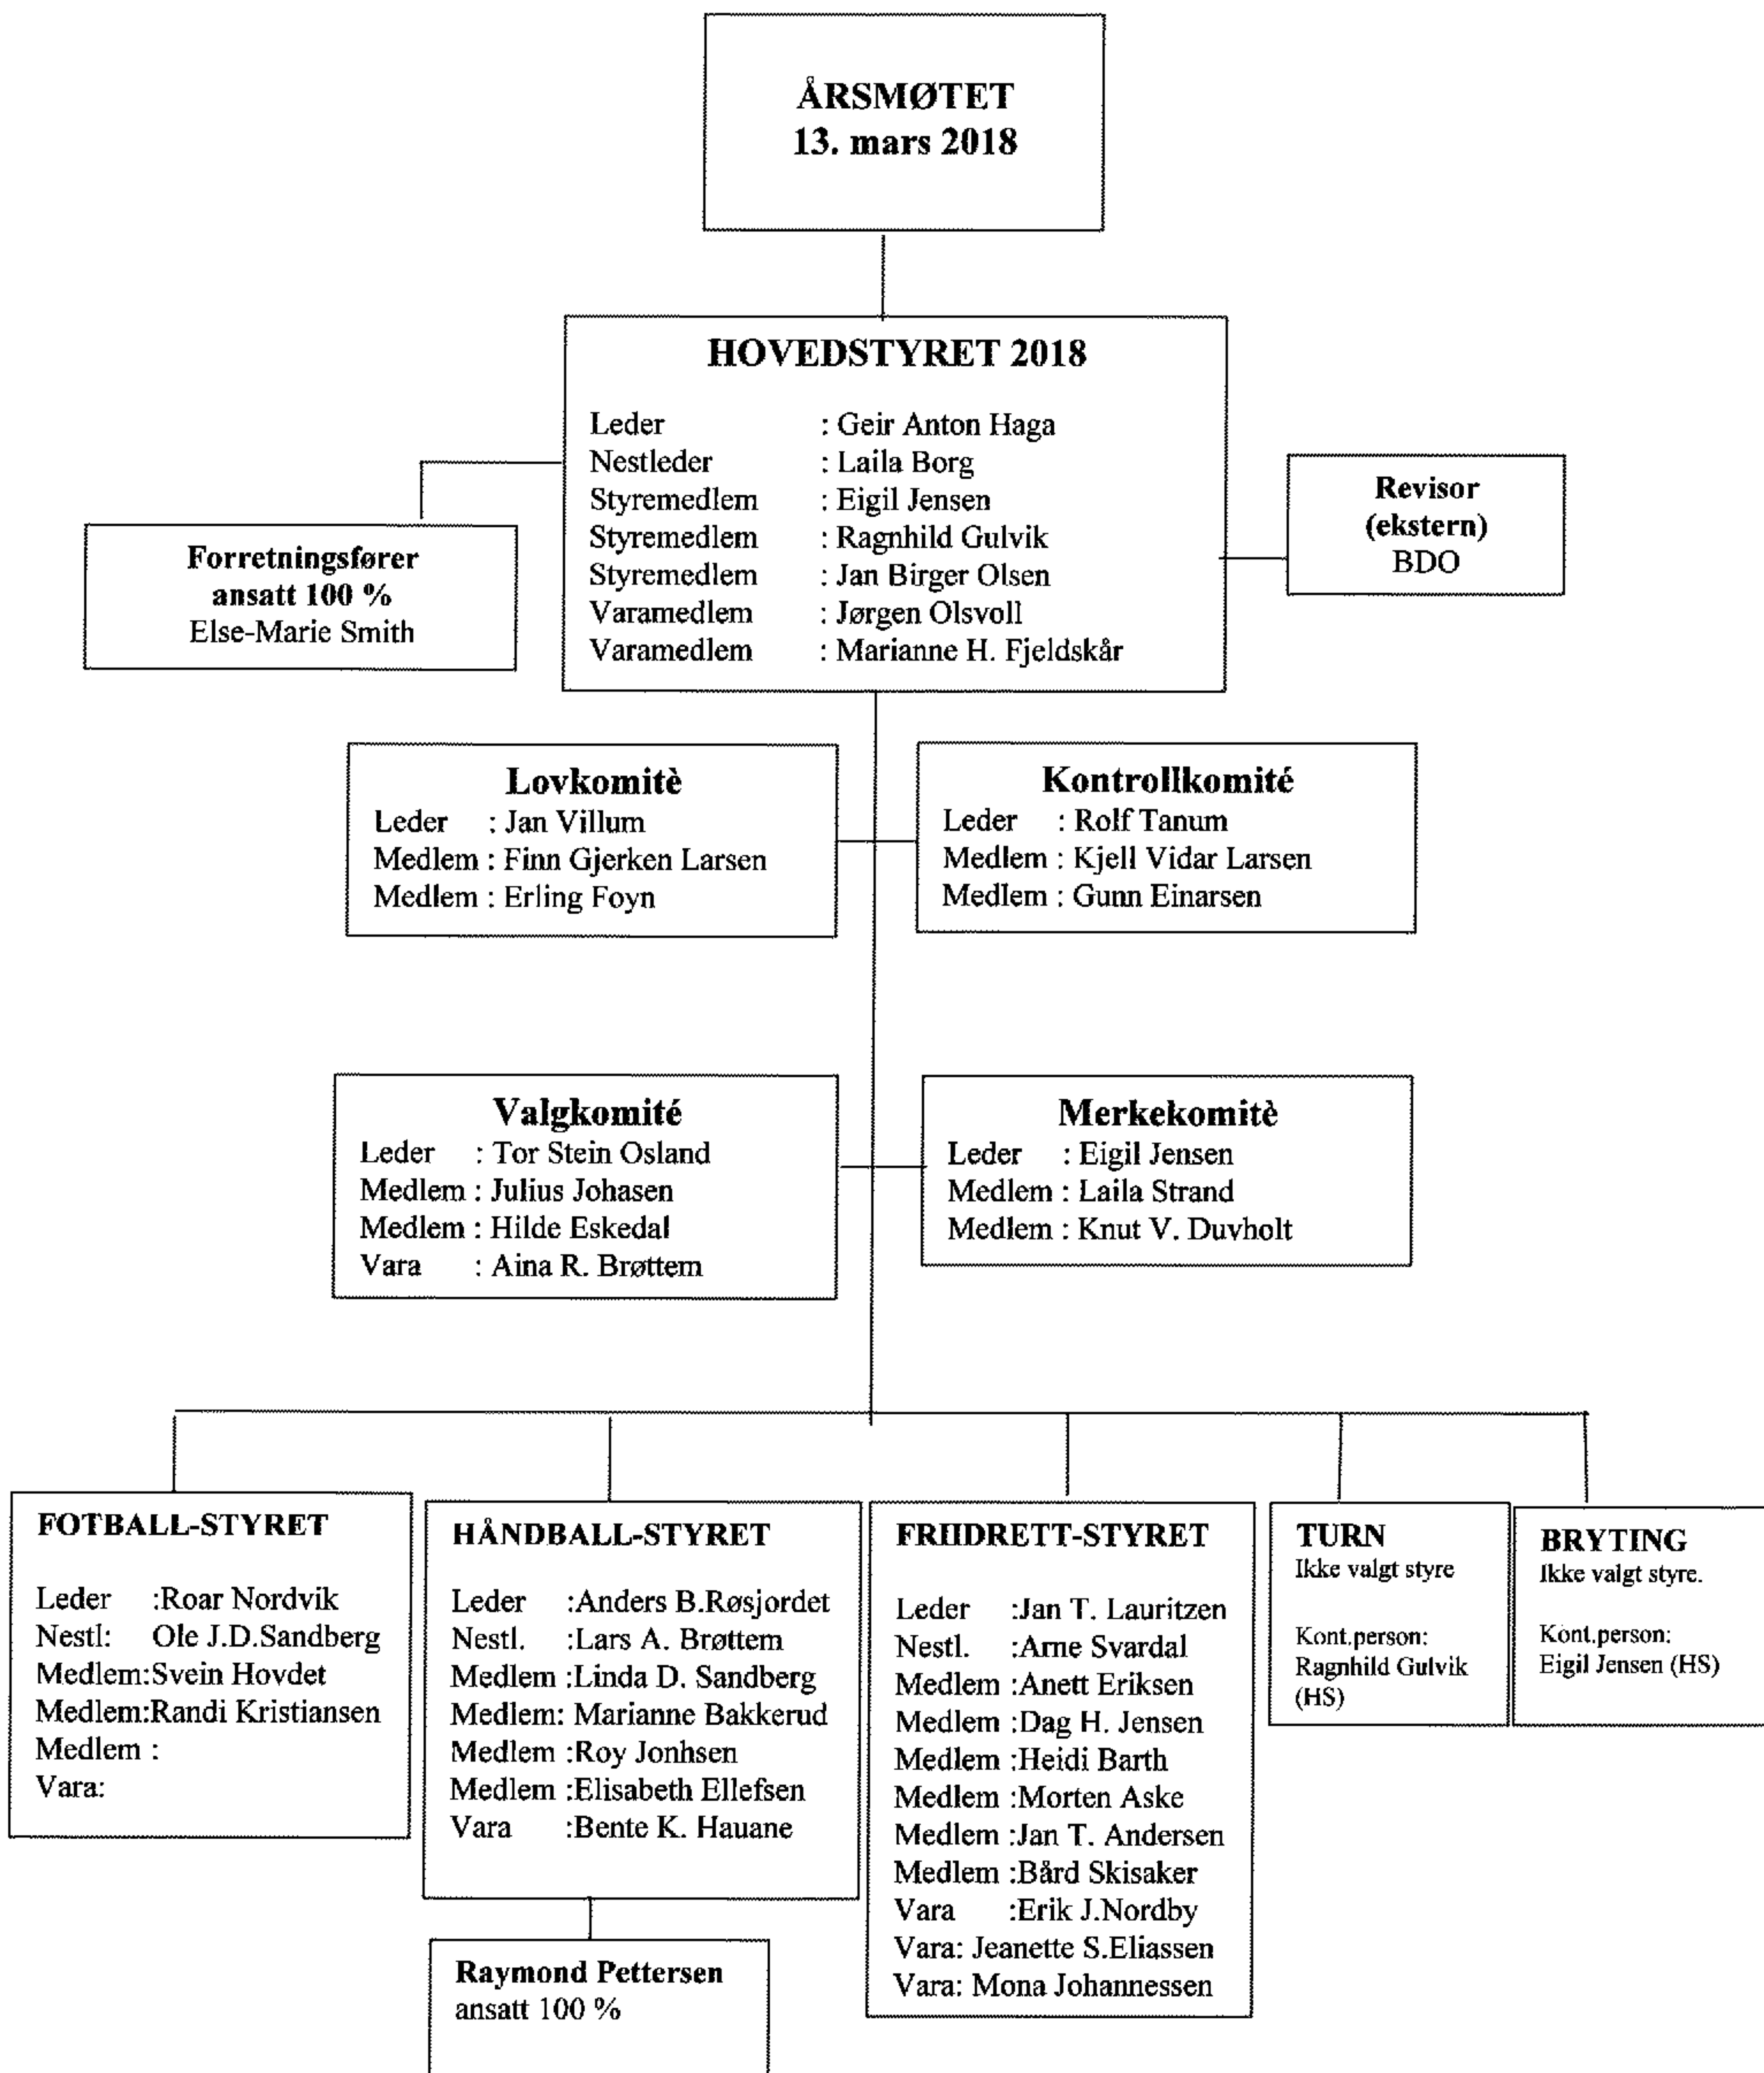 ÅRSMØTET
13. mars 2018
HOVEDSTYRET 2018
Leder : Geir Anton Haga
Nestleder : Laila Borg
Styremedlem : Eigil Jensen
Styremedlem : Ragnhild Gulvik
Styremedlem : Jan Birger Olsen
Varamedlem : Jørgen Olsvoll
Varamedlem : Marianne H. Fjeldskår
Forretningsfører
ansatt 100 %
Else-Marie Smith
Revisor
(ekstern)
BDO
Lovkomitè
Leder : Jan Villum
Medlem : Finn Gjerken Larsen
Medlem : Erling Foyn
Kontrollkomité
Leder : Rolf Tanum
Medlem : Kjell Vidar Larsen
Medlem : Gunn Einarsen
Valgkomité
Leder : Tor Stein Osland
Medlem : Julius Johasen
Medlem : Hilde Eskedal
Vara : Aina R. Brøttem
Merkekomitè
Leder : Eigil Jensen
Medlem : Laila Strand
Medlem : Knut V. Duvholt
FOTBALL-STYRET
Leder :Roar Nordvik
Nestl: Ole J.D.Sandberg
Medlem:Svein Hovdet
Medlem:Randi Kristiansen
Medlem :
Vara:
HÅNDBALL-STYRET
Leder :Anders B.Røsjordet
Nestl. :Lars A. Brøttem
Medlem :Linda D. Sandberg
Medlem: Marianne Bakkerud
Medlem :Roy Jonhsen
Medlem :Elisabeth Ellefsen
Vara :Bente K. Hauane
Raymond Pettersen
ansatt 100 %
FRIIDRETT-STYRET
Leder :Jan T. Lauritzen
Nestl. :Arne Svardal
Medlem :Anett Eriksen
Medlem :Dag H. Jensen
Medlem :Heidi Barth
Medlem :Morten Aske
Medlem :Jan T. Andersen
Medlem :Bård Skisaker
Vara :Erik J.Nordby
Vara: Jeanette S.Eliassen
Vara: Mona Johannessen
TURN
Ikke valgt styre
Kont.person:
Ragnhild Gulvik
(HS)
BRYTING
Ikke valgt styre.
Kont.person:
Eigil Jensen (HS)